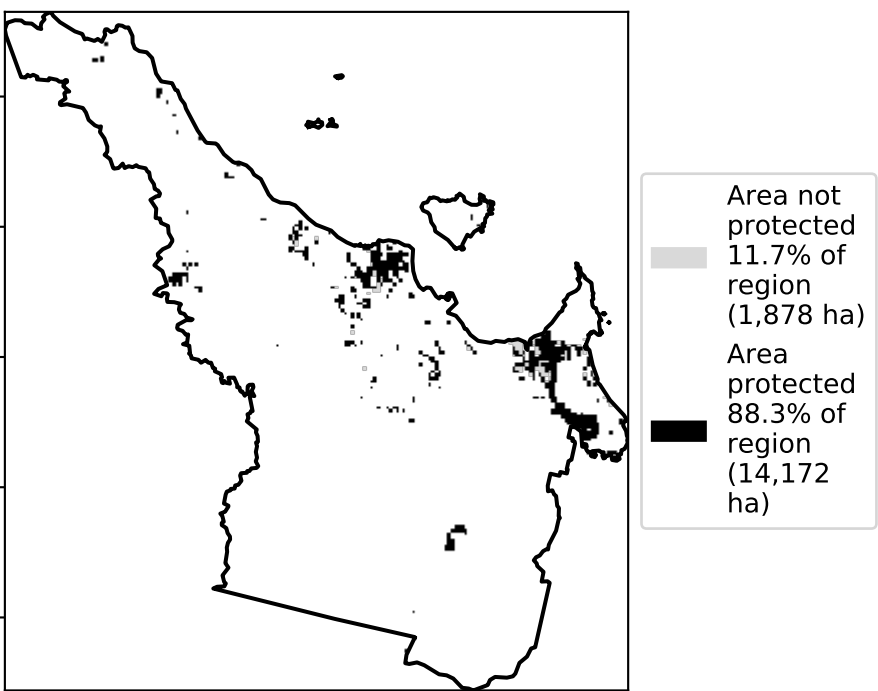 Area not
protected
11.7% of
region
(1,878 ha)
Area
protected
88.3% of
region
(14,172
ha)